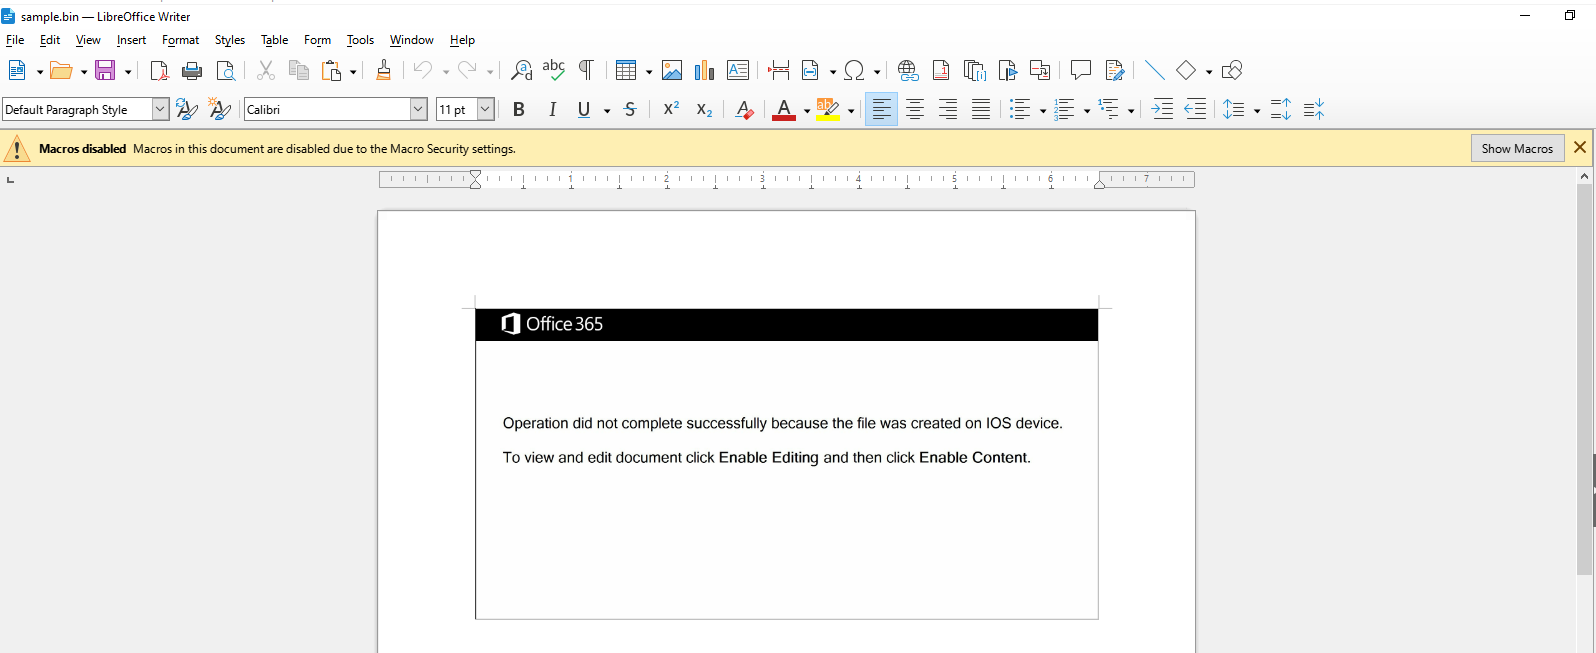 sample.bin — LibreOffice Writer
File Edit View Insert Format Styles Table Form Tools Window Help
Default Paragraph Style Calibri 11 pt B I U S X² X₂ A A
Macros disabled Macros in this document are disabled due to the Macro Security settings. Show Macros
1 2 3 4 5 6 7
Office 365
Operation did not complete successfully because the file was created on IOS device.
To view and edit document click Enable Editing and then click Enable Content.